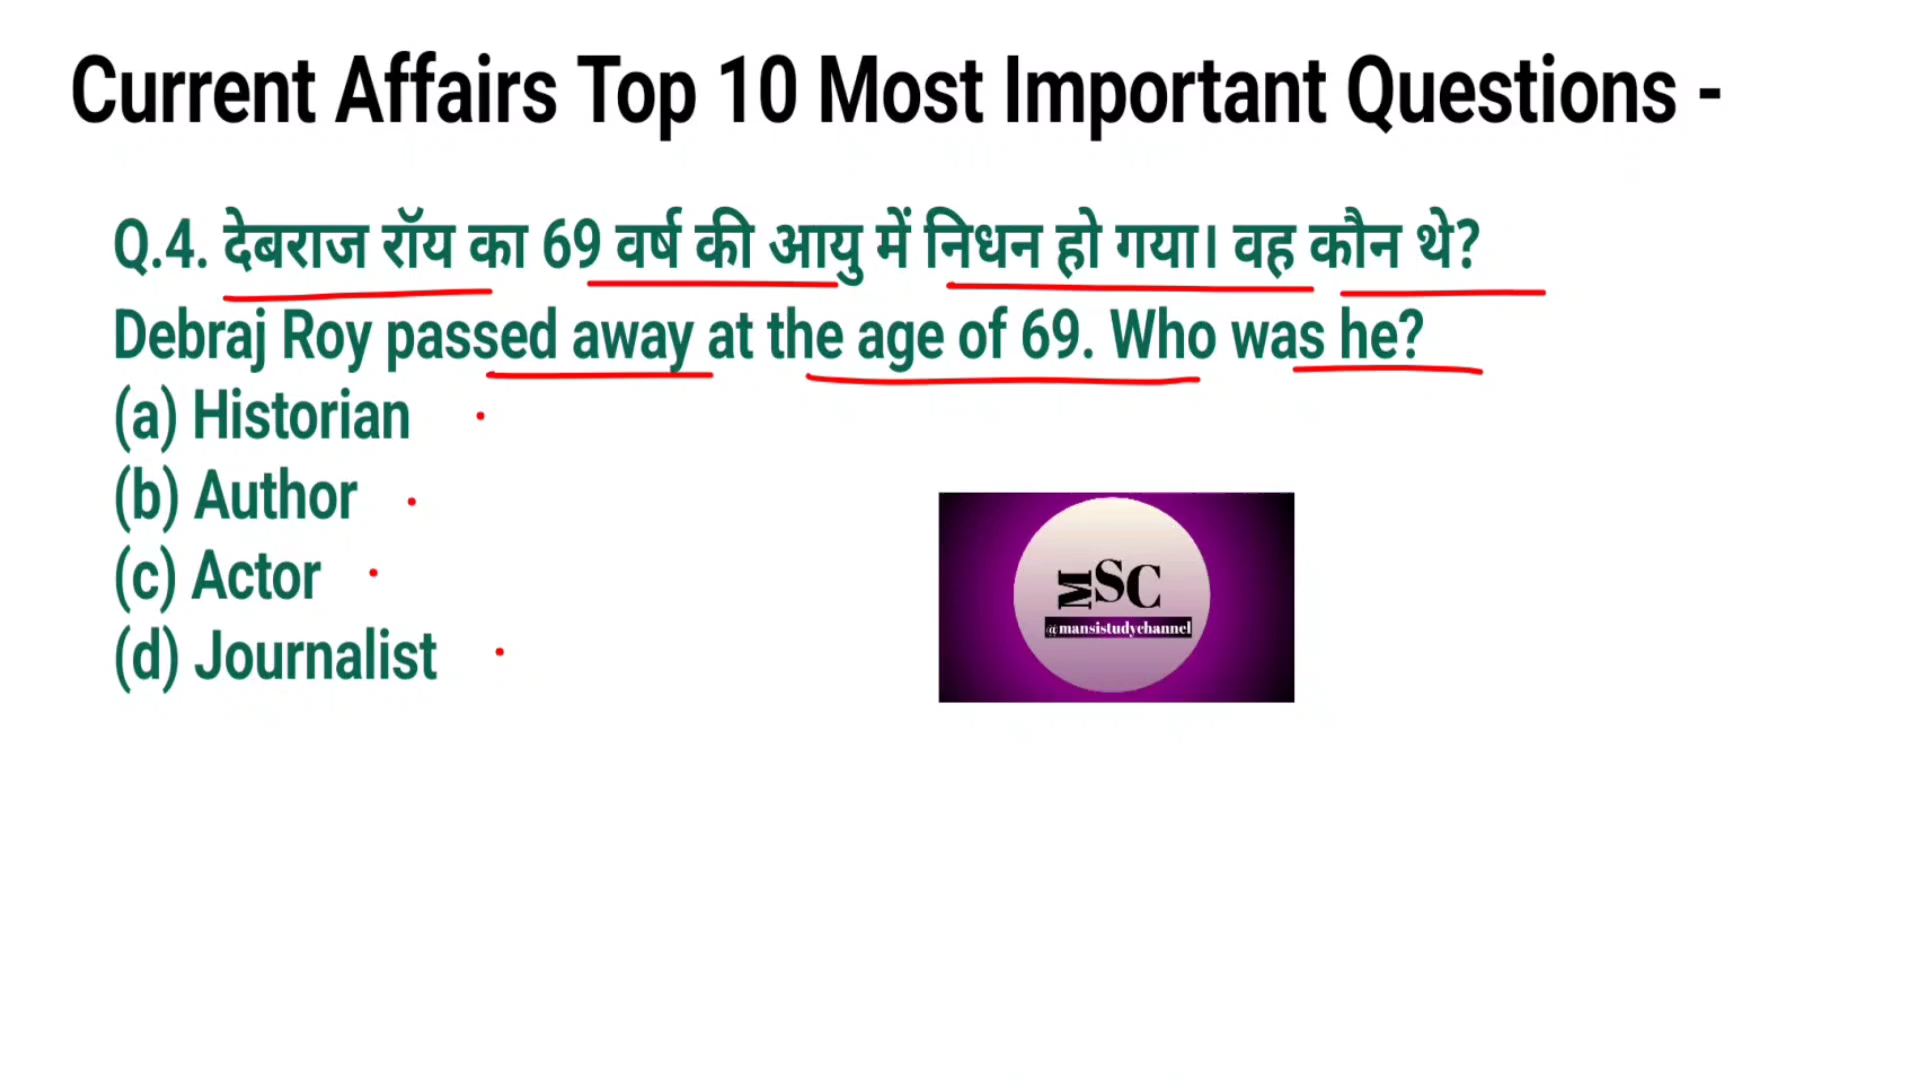 Current Affairs Top 10 Most Important Questions -
Q.4. देबराज रॉय का 69 वर्ष की आयु में निधन हो गया। वह कौन थे?
Debraj Roy passed away at the age of 69. Who was he?
(a) Historian
(b) Author
(c) Actor
(d) Journalist
MSC
@mansistudychannel